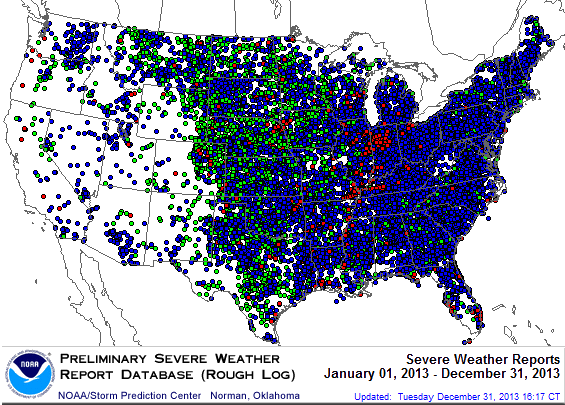 NOAA
Preliminary Severe Weather
Report Database (Rough Log)
NOAA/Storm Prediction Center Norman, Oklahoma
Severe Weather Reports
January 01, 2013 - December 31, 2013
Updated: Tuesday December 31, 2013 16:17 CT